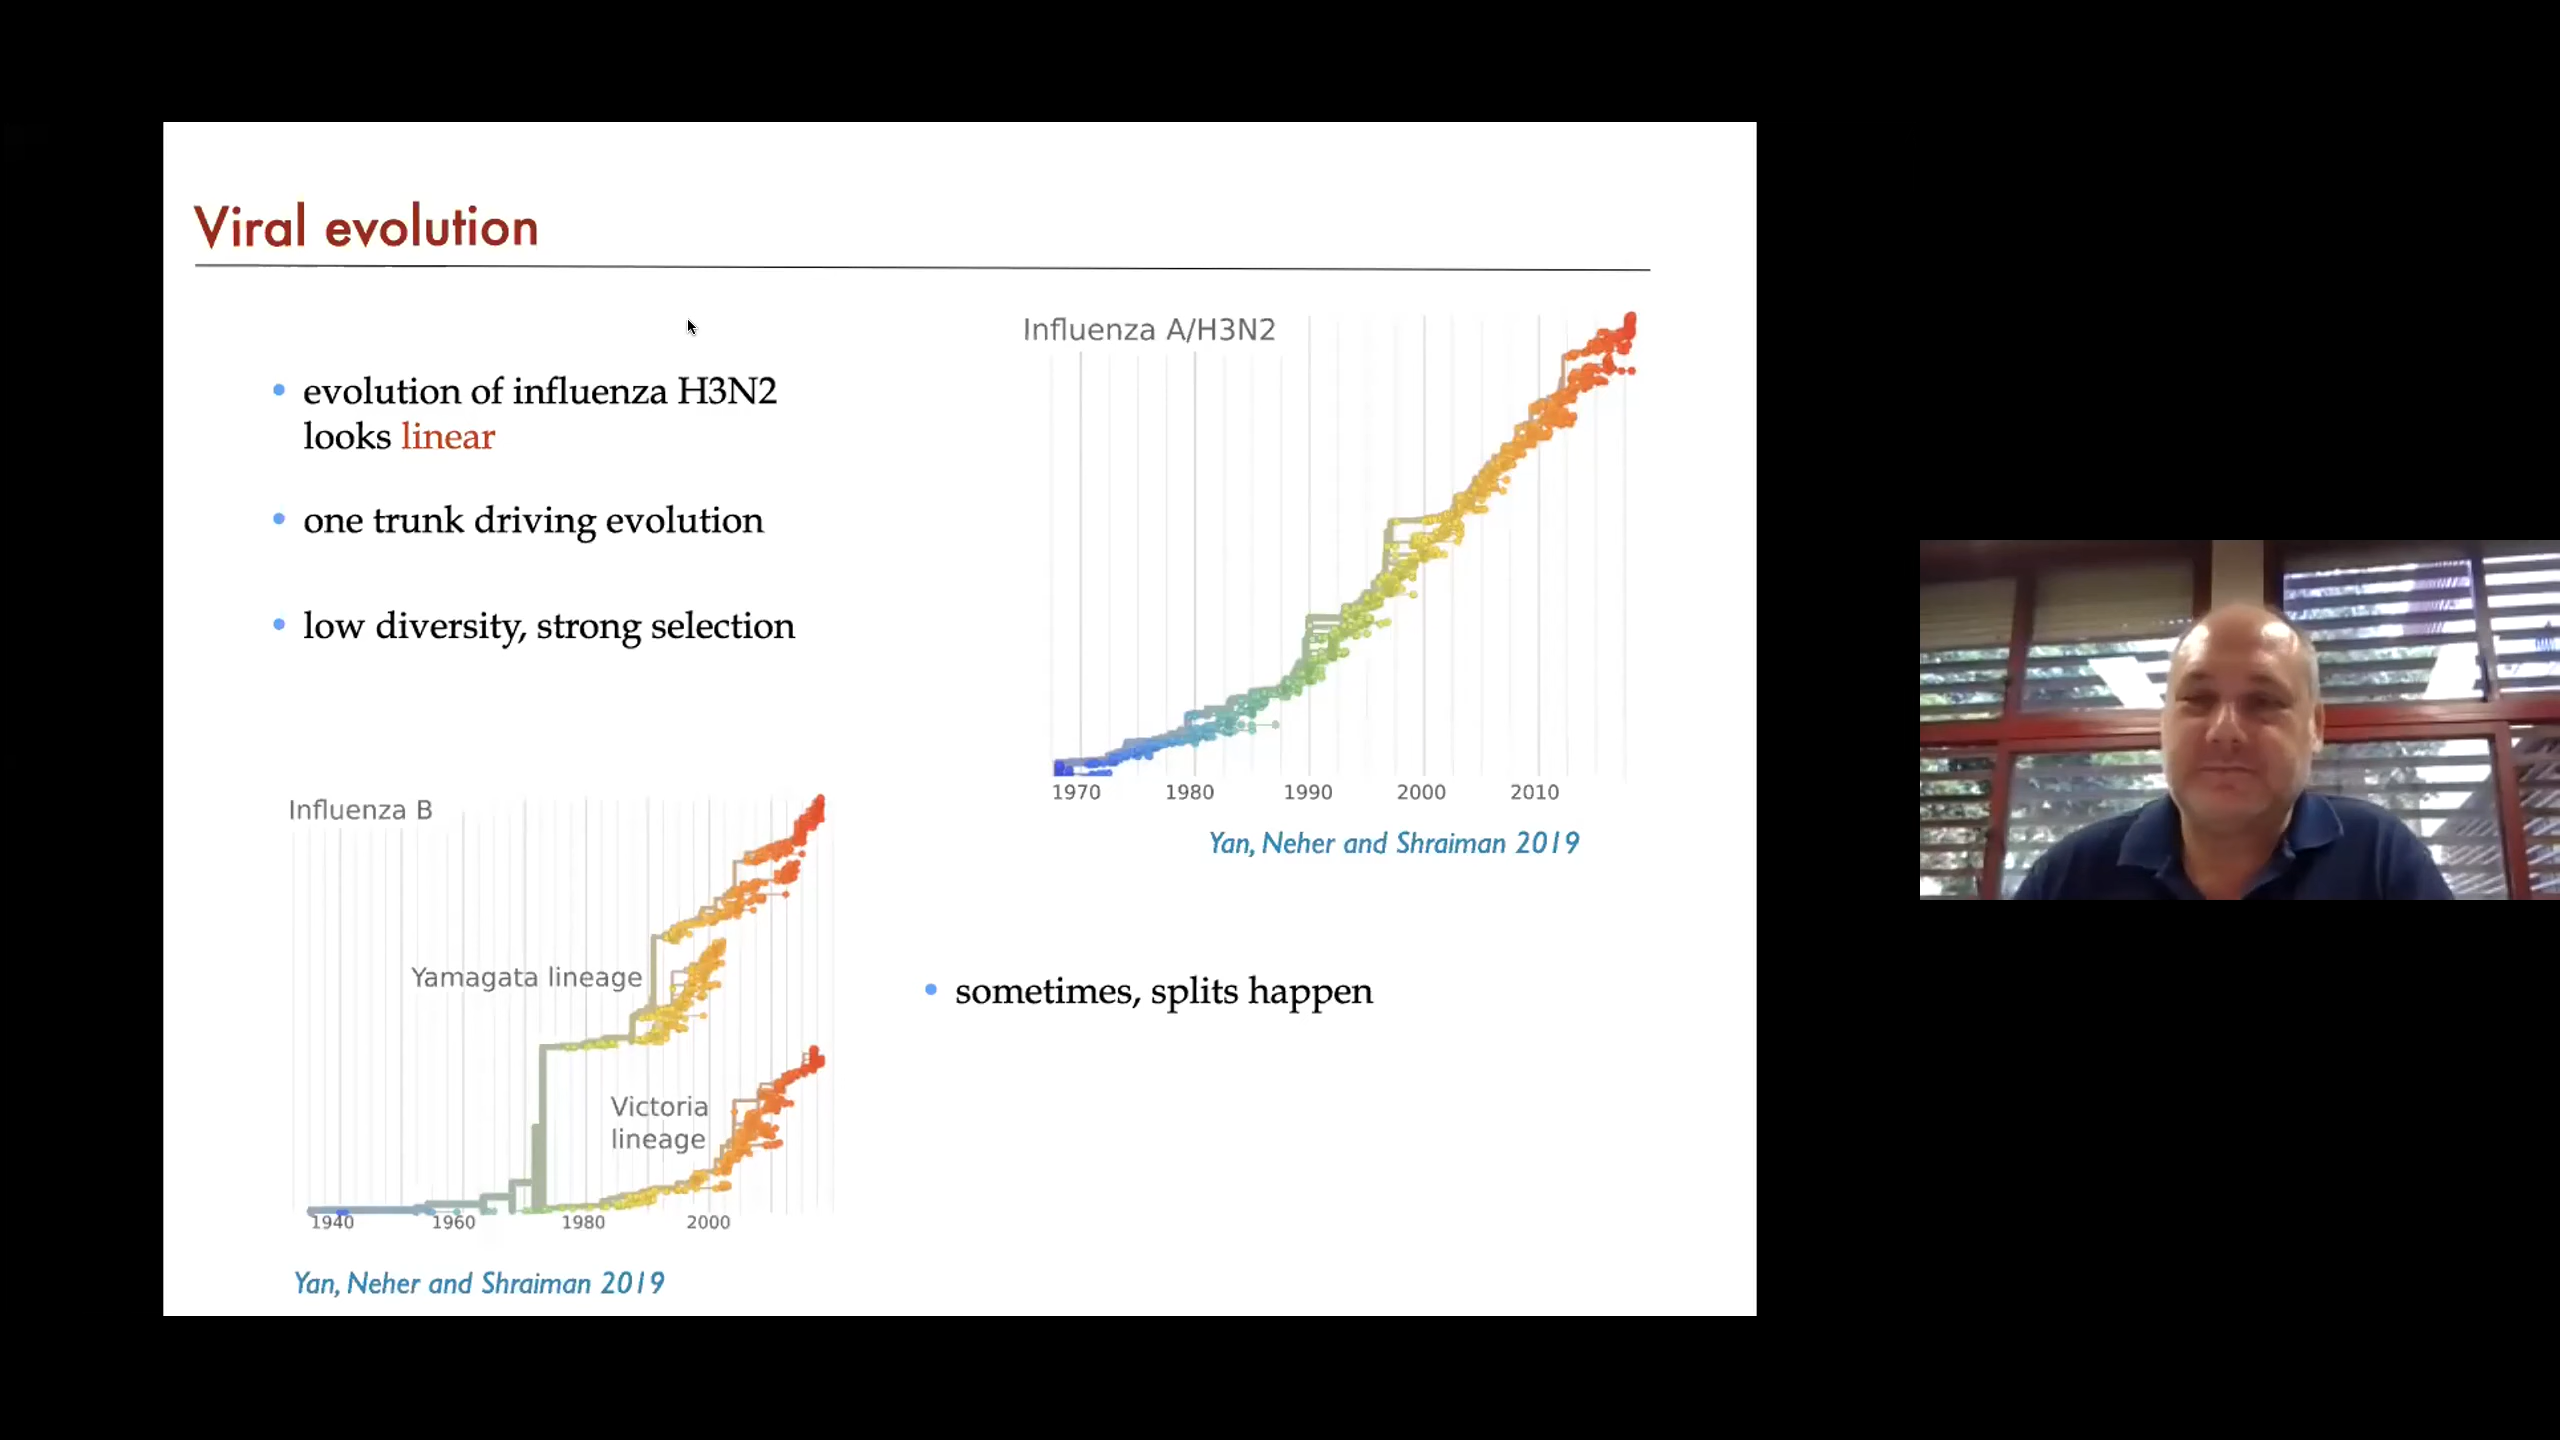 Viral evolution
• evolution of influenza H3N2
looks linear
• one trunk driving evolution
• low diversity, strong selection
Influenza A/H3N2
1970 1980 1990 2000 2010
Yan, Neher and Shraiman 2019
Influenza B
Yamagata lineage
Victoria
lineage
1940 1960 1980 2000
Yan, Neher and Shraiman 2019
• sometimes, splits happen